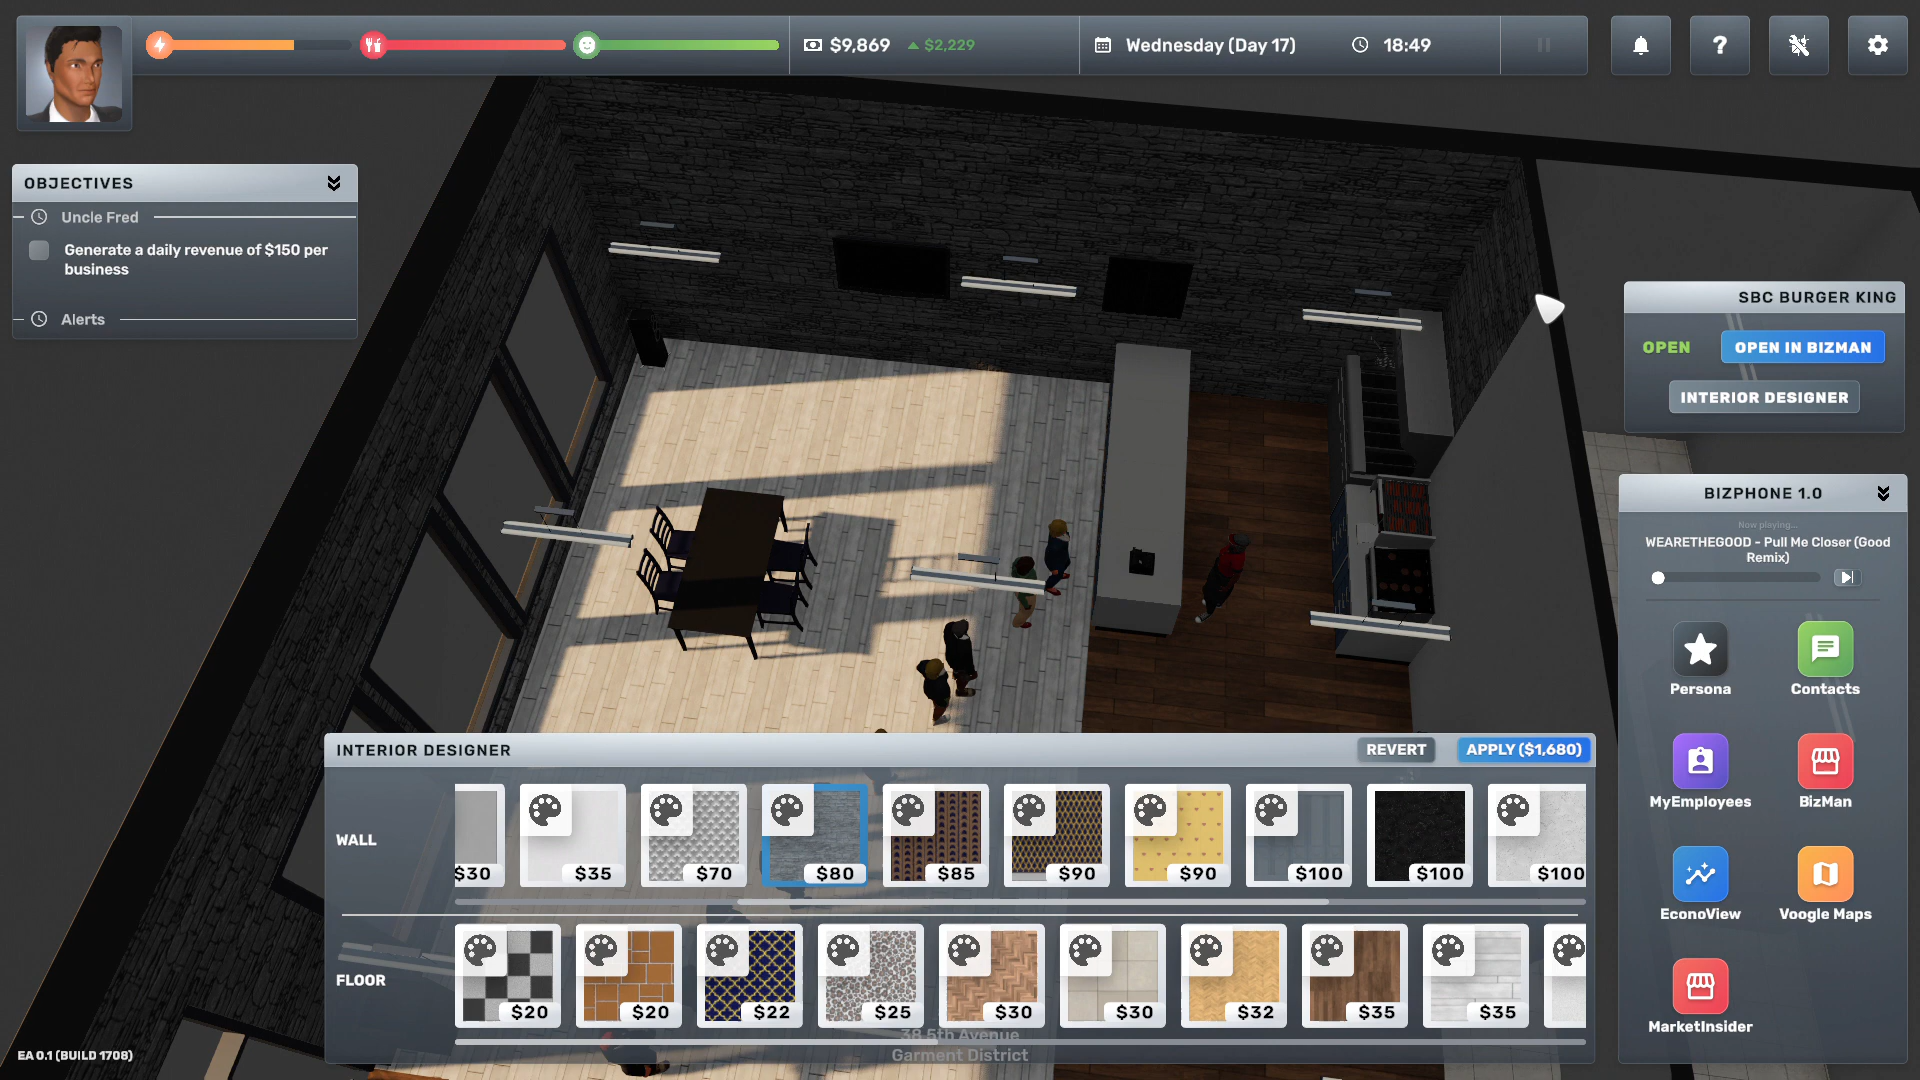 $9,869
$2,229
Wednesday (Day 17)
18:49
?
OBJECTIVES
Uncle Fred
Generate a daily revenue of $150 per
business
Alerts
SBC BURGER KING
OPEN
OPEN IN BIZMAN
INTERIOR DESIGNER
BIZPHONE 1.0
Now playing...
WEARETHEGOOD - Pull Me Closer (Good
Remix)
Persona
Contacts
MyEmployees
BizMan
EconoView
Voogle Maps
MarketInsider
INTERIOR DESIGNER
REVERT
APPLY ($1,680)
WALL
$30
$35
$70
$80
$85
$90
$90
$100
$100
$100
FLOOR
$20
$20
$22
$25
$30
$30
$32
$35
$35
38 5th Avenue
Garment District
EA 0.1 (BUILD 1708)